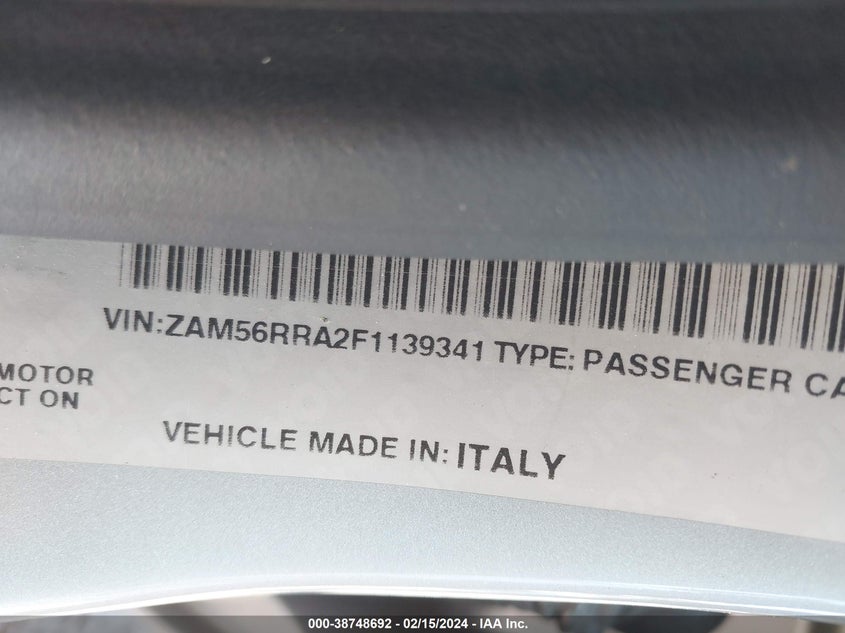 VIN:ZAM56RRA2F1139341 TYPE: PASSENGER CA
MOTOR
CT ON
VEHICLE MADE IN: ITALY
000-38748692 - 02/15/2024 - IAA Inc.